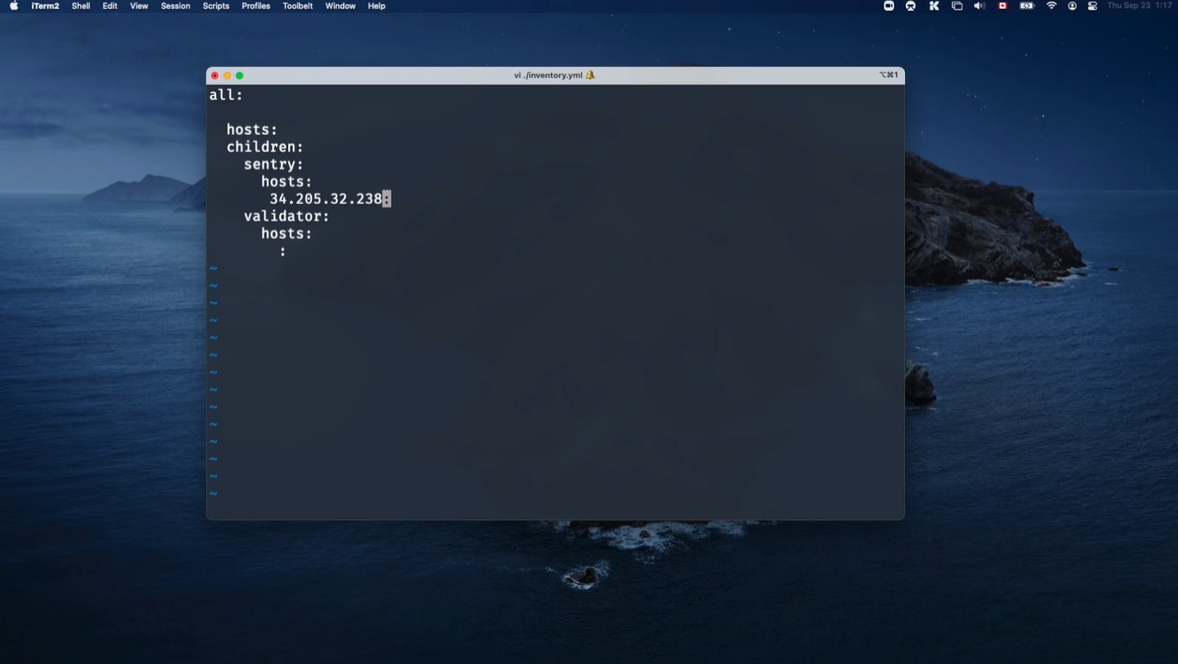 iTerm2 Shell Edit View Session Scripts Profiles Toolbelt Window Help Thu Sep 23 1:17
vi ./inventory.yml 🔔 ⌥⌘1
all:
hosts:
children:
sentry:
hosts:
34.205.32.238:
validator:
hosts:
:
~
~
~
~
~
~
~
~
~
~
~
~
~
~